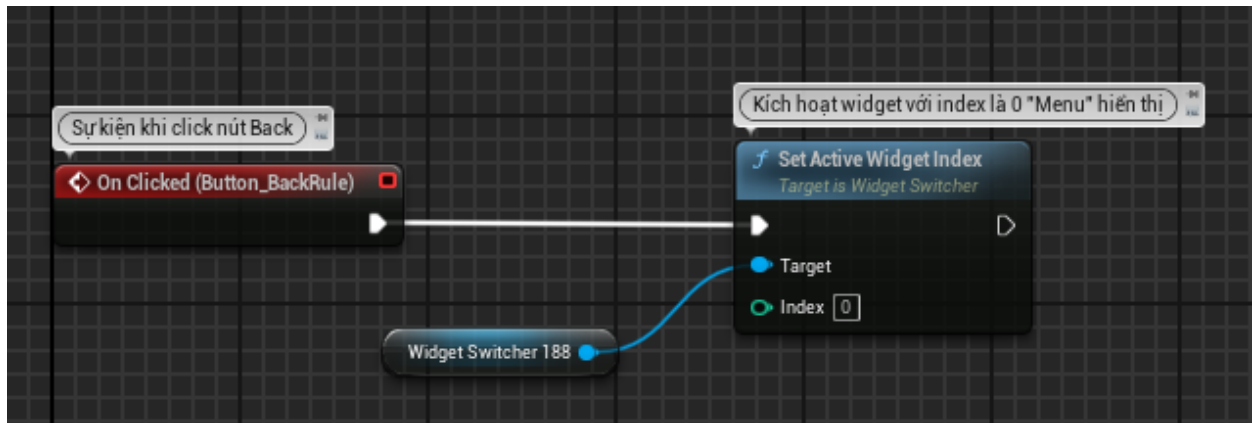 Sự kiện khi click nút Back
On Clicked (Button_BackRule)
Kích hoạt widget với index là 0 "Menu" hiển thị
f Set Active Widget Index
Target is Widget Switcher
Target
Index 0
Widget Switcher 188